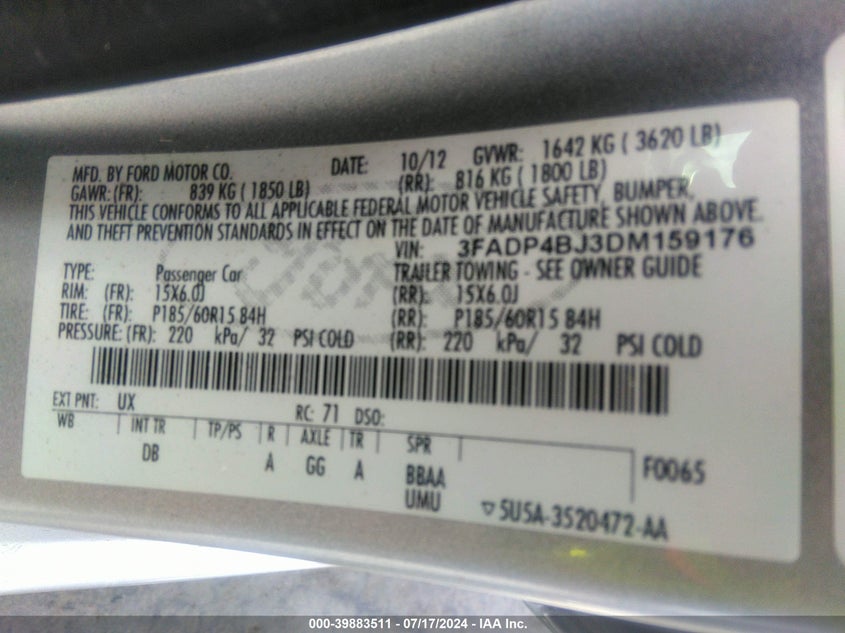 MFD. BY FORD MOTOR CO. DATE: 10/12 GVWR: 1642 KG ( 3620 LB)
GAWR: (FR): 839 KG ( 1850 LB) (RR): 816 KG ( 1800 LB)
THIS VEHICLE CONFORMS TO ALL APPLICABLE FEDERAL MOTOR VEHICLE SAFETY, BUMPER,
AND THEFT PREVENTION STANDARDS IN EFFECT ON THE DATE OF MANUFACTURE SHOWN ABOVE.
VIN: 3FADP4BJ3DM159176
TYPE: Passenger Car TRAILER TOWING - SEE OWNER GUIDE
RIM: (FR): 15X6.0J (RR): 15X6.0J
TIRE: (FR): P185/60R15 84H (RR): P185/60R15 84H
PRESSURE: (FR): 220 kPa/ 32 PSI COLD (RR): 220 kPa/ 32 PSI COLD
EXT PNT: UX RC: 71 DSO:
WB INT TR TP/PS R AXLE TR SPR
DB A GG A BBAA F0065
UMU ▽ 5U5A-3520472-AA
000-39883511 - 07/17/2024 - IAA Inc.